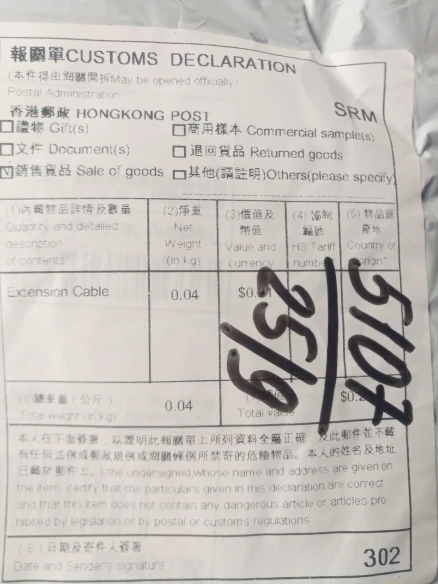 報關單CUSTOMS DECLARATION
(本件得由海關開拆May be opened officially)
Postal Administration
香港郵政 HONGKONG POST
SRM
禮物 Gift(s)
商用樣本 Commercial sample(s)
文件 Document(s)
退回貨品 Returned goods
銷售貨品 Sale of goods
其他(請註明)Others(please specify)
(1)內載物品詳情及數量
Quantity and detailed
description
of contents
(2)淨重
Net
Weight
(in kg)
(3)價值及
幣值
Value and
currency
(4)
編號
HS Tariff
number
(5) 物品原
產地
Country of
origin*
Extension Cable
0.04
$0.
5107
25/9
(6)總重量(公斤)
Total weight (in kg)
0.04
Total value
$0.
本人在下面簽署,以證明此報關單上所列資料全屬正確,及此郵件並不載
有任何法例或郵政規例或海關條例所禁寄的危險物品。本人的姓名及地址
已載於郵件上。I,the undersigned,whose name and address are given on
the item, certify that the particulars given in this declaration are correct
and that this item does not contain any dangerous article or articles pro-
hibited by legislation or by postal or customs regulations
(8)日期及寄件人簽署
Date and Sender's signature
302